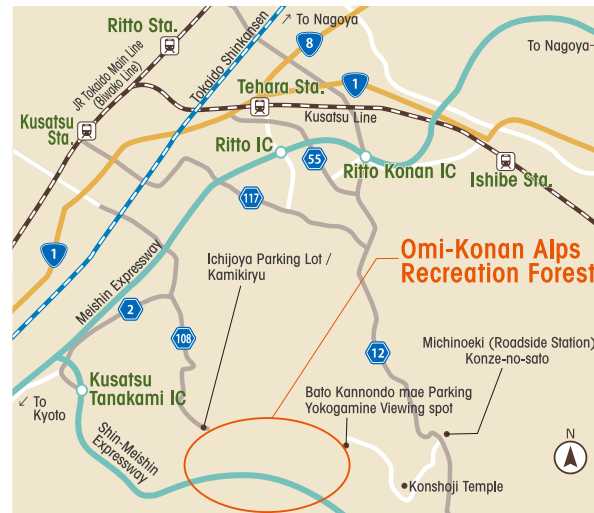 ↗ To Nagoya
Ritto Sta.
8
To Nagoya
JR Tokaido Main Line
(Biwako Line)
Tokaido Shinkansen
Tehara Sta.
1
Kusatsu Line
Kusatsu
Sta.
Ritto IC
55
Ritto Konan IC
Ishibe Sta.
117
1
Meishin Expressway
Ichijoya Parking Lot /
Kamikiryu
Omi-Konan Alps
Recreation Forest
2
108
12
Michinoeki (Roadside Station)
Konze-no-sato
Kusatsu
Tanakami IC
Bato Kannondo mae Parking
Yokogamine Viewing spot
↙ To
Kyoto
Shin-Meishin
Expressway
N
Konshoji Temple